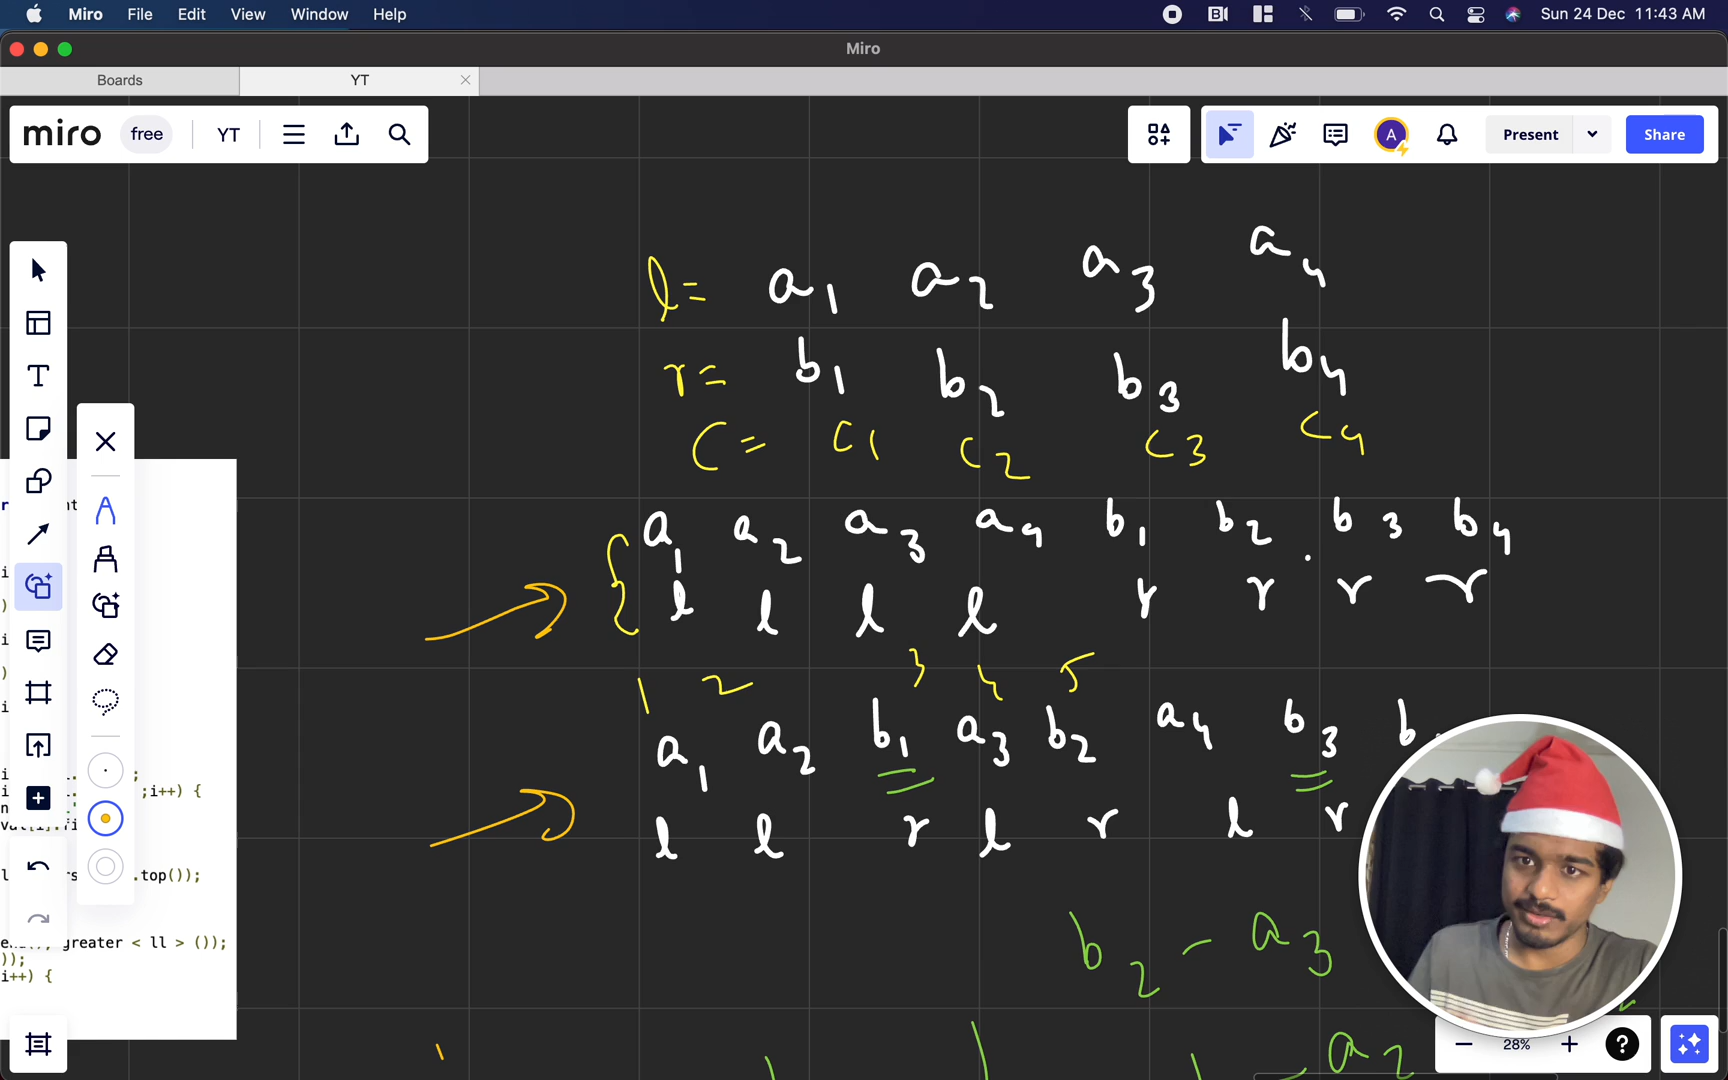 Miro File Edit View Window Help Sun 24 Dec 11:43 AM
Miro
Boards YT
miro free YT A Present Share
l= a1 a2 a3 a4
r= b1 b2 b3 b4
C= C1 C2 C3 C4
a1 a2 a3 a4 b1 b2 b3 b4
l l l l r r r r
1 2 3 4 5
a1 a2 b1 a3 b2 a4 b3 b
l l r l r l r
b2 - a3
- a2
;i++) {
.top());
greater < ll > ());
));
i++) {
28%